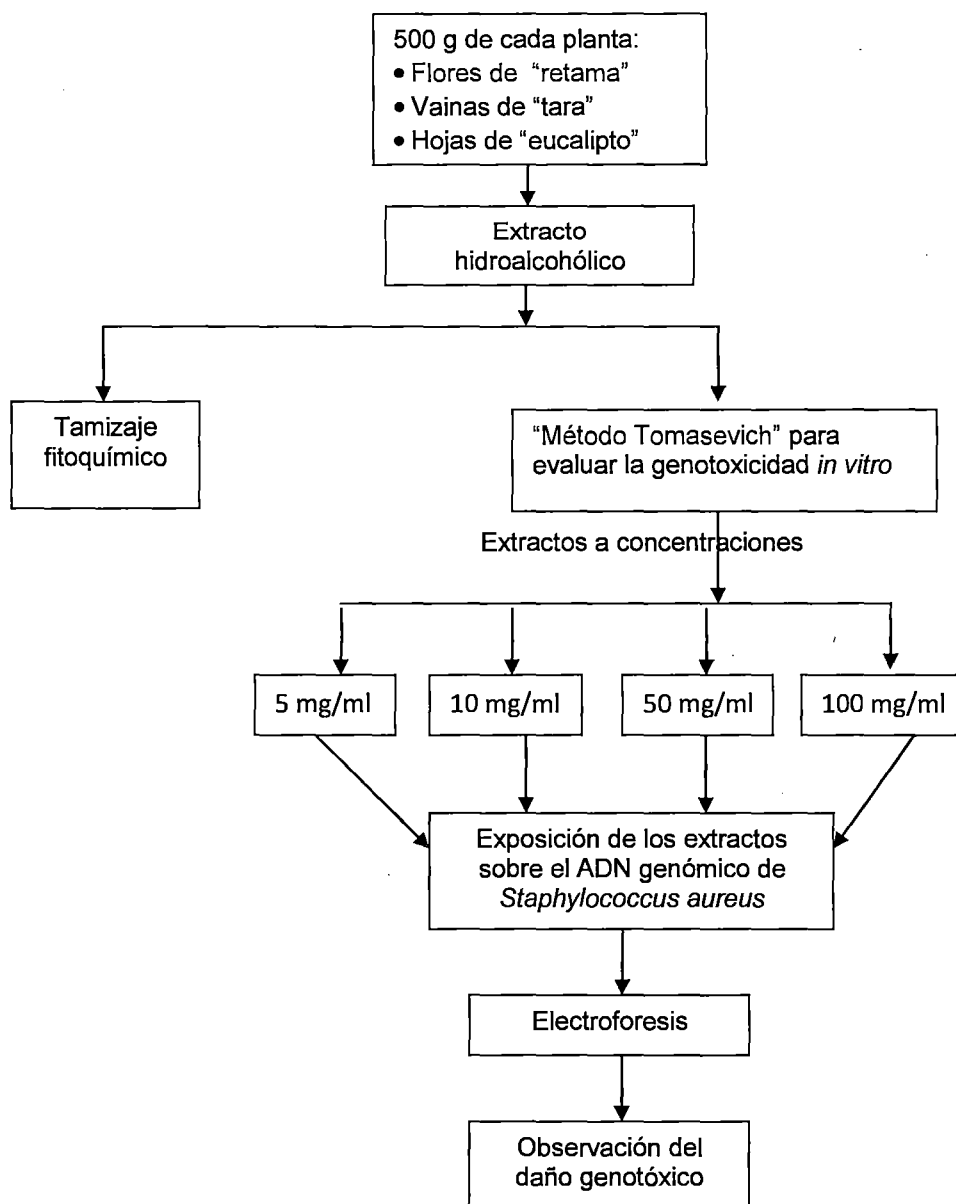 500 g de cada planta:
• Flores de “retama”
• Vainas de “tara”
• Hojas de “eucalipto”
Extracto
hidroalcohólico
Tamizaje
fitoquímico
“Método Tomasevich” para
evaluar la genotoxicidad in vitro
Extractos a concentraciones
5 mg/ml
10 mg/ml
50 mg/ml
100 mg/ml
Exposición de los extractos
sobre el ADN genómico de
Staphylococcus aureus
Electroforesis
Observación del
daño genotóxico